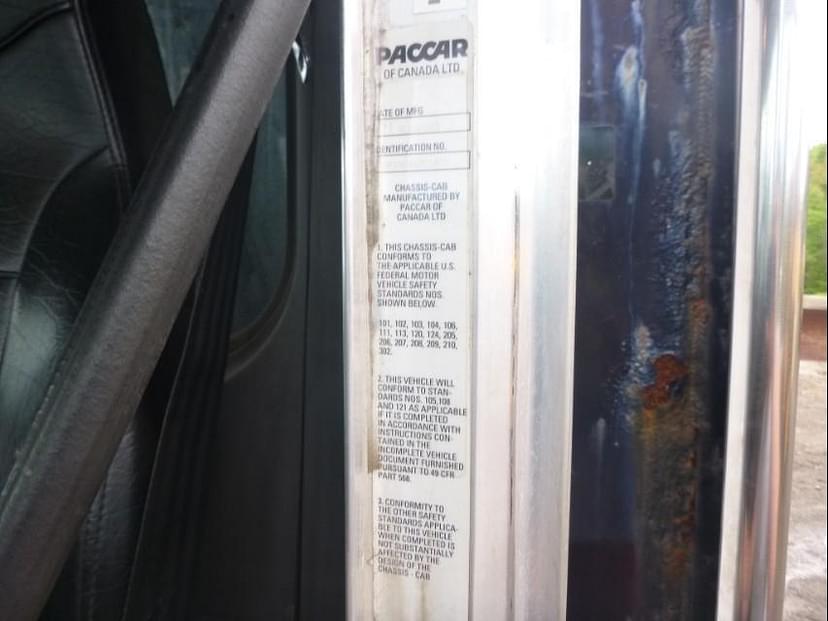 PACCAR
OF CANADA LTD
ATE OF MFG
DENTIFICATION NO.
CHASSIS-CAB
MANUFACTURED BY
PACCAR OF
CANADA LTD
1. THIS CHASSIS-CAB
CONFORMS TO
THE APPLICABLE U.S.
FEDERAL MOTOR
VEHICLE SAFETY
STANDARDS NOS.
SHOWN BELOW.
101, 102, 103, 104, 106,
111, 113, 120, 124, 205,
206, 207, 208, 209, 210,
302.
2. THIS VEHICLE WILL
CONFORM TO STAN-
DARDS NOS. 105,108
AND 121 AS APPLICABLE
IF IT IS COMPLETED
IN ACCORDANCE WITH
INSTRUCTIONS CON-
TAINED IN THE
INCOMPLETE VEHICLE
DOCUMENT FURNISHED
PURSUANT TO 49 CFR
PART 568.
3. CONFORMITY TO
THE OTHER SAFETY
STANDARDS APPLICA-
BLE TO THIS VEHICLE
WHEN COMPLETED IS
NOT SUBSTANTIALLY
AFFECTED BY THE
DESIGN OF THE
CHASSIS - CAB